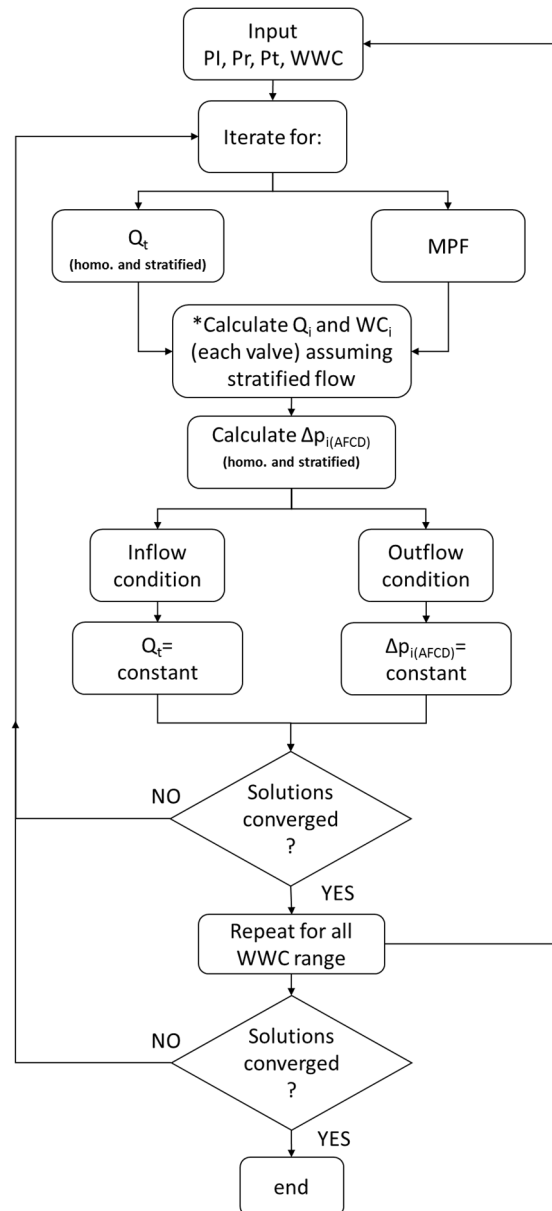 Input
PI, Pr, Pt, WWC
Iterate for:
Qₜ
(homo. and stratified)
MPF
*Calculate Qᵢ and WCᵢ
(each valve) assuming
stratified flow
Calculate Δpᵢ₍AFCD₎
(homo. and stratified)
Inflow
condition
Outflow
condition
Qₜ=
constant
Δpᵢ₍AFCD₎=
constant
NO
Solutions
converged
?
YES
Repeat for all
WWC range
NO
Solutions
converged
?
YES
end